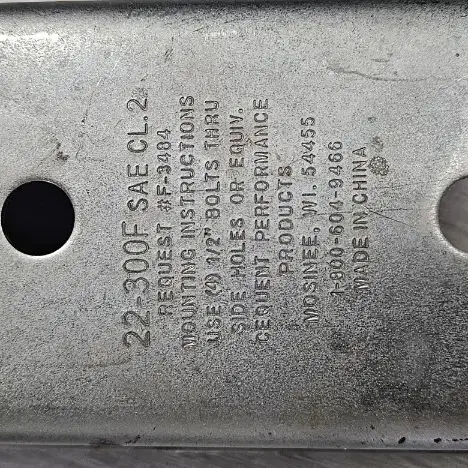 22-300F SAE CL.2
REQUEST #F-3484
MOUNTING INSTRUCTIONS
USE (4) 1/2" BOLTS THRU
SIDE HOLES OR EQUIV.
CEQUENT PERFORMANCE
PRODUCTS
MOSINEE, WI. 54455
1-800-604-9466
MADE IN CHINA